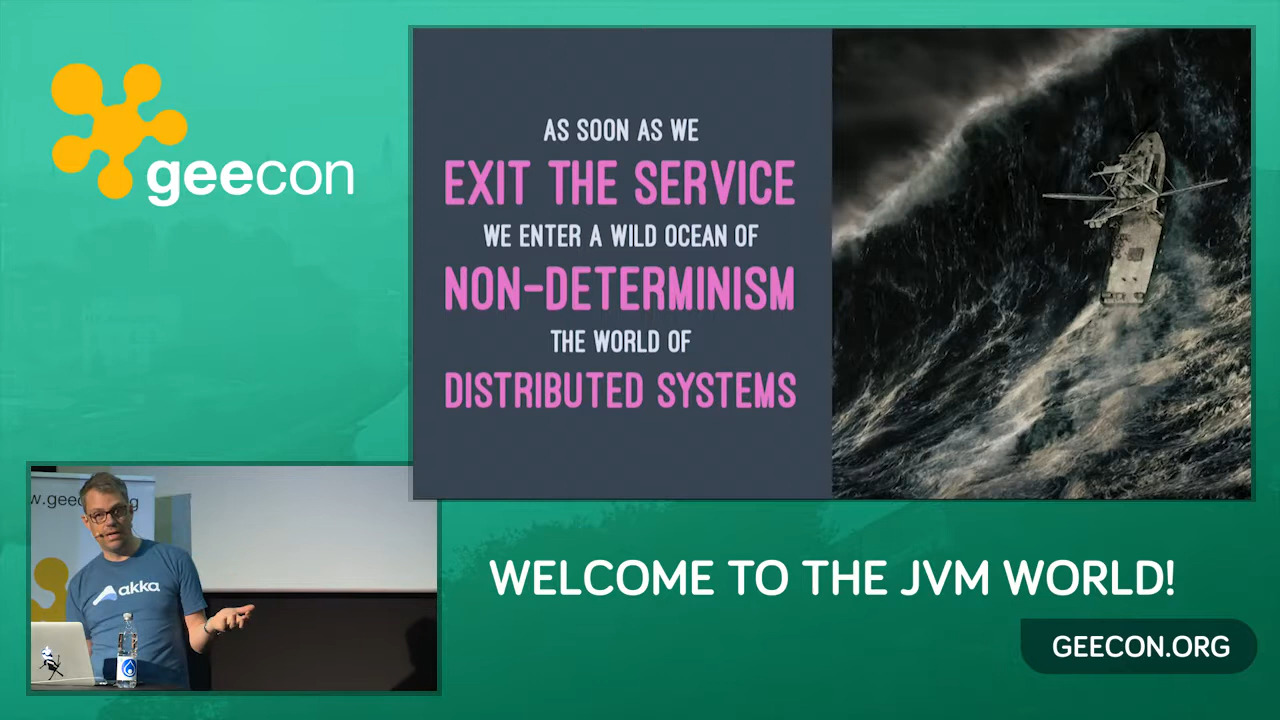 geecon
AS SOON AS WE
EXIT THE SERVICE
WE ENTER A WILD OCEAN OF
NON-DETERMINISM
THE WORLD OF
DISTRIBUTED SYSTEMS
akka
WELCOME TO THE JVM WORLD!
GEECON.ORG